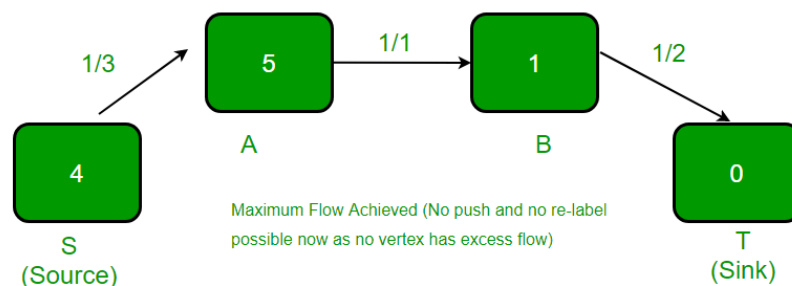 1/3
5
1/1
1
1/2
4
A
B
0
Maximum Flow Achieved (No push and no re-label
possible now as no vertex has excess flow)
S
(Source)
T
(Sink)